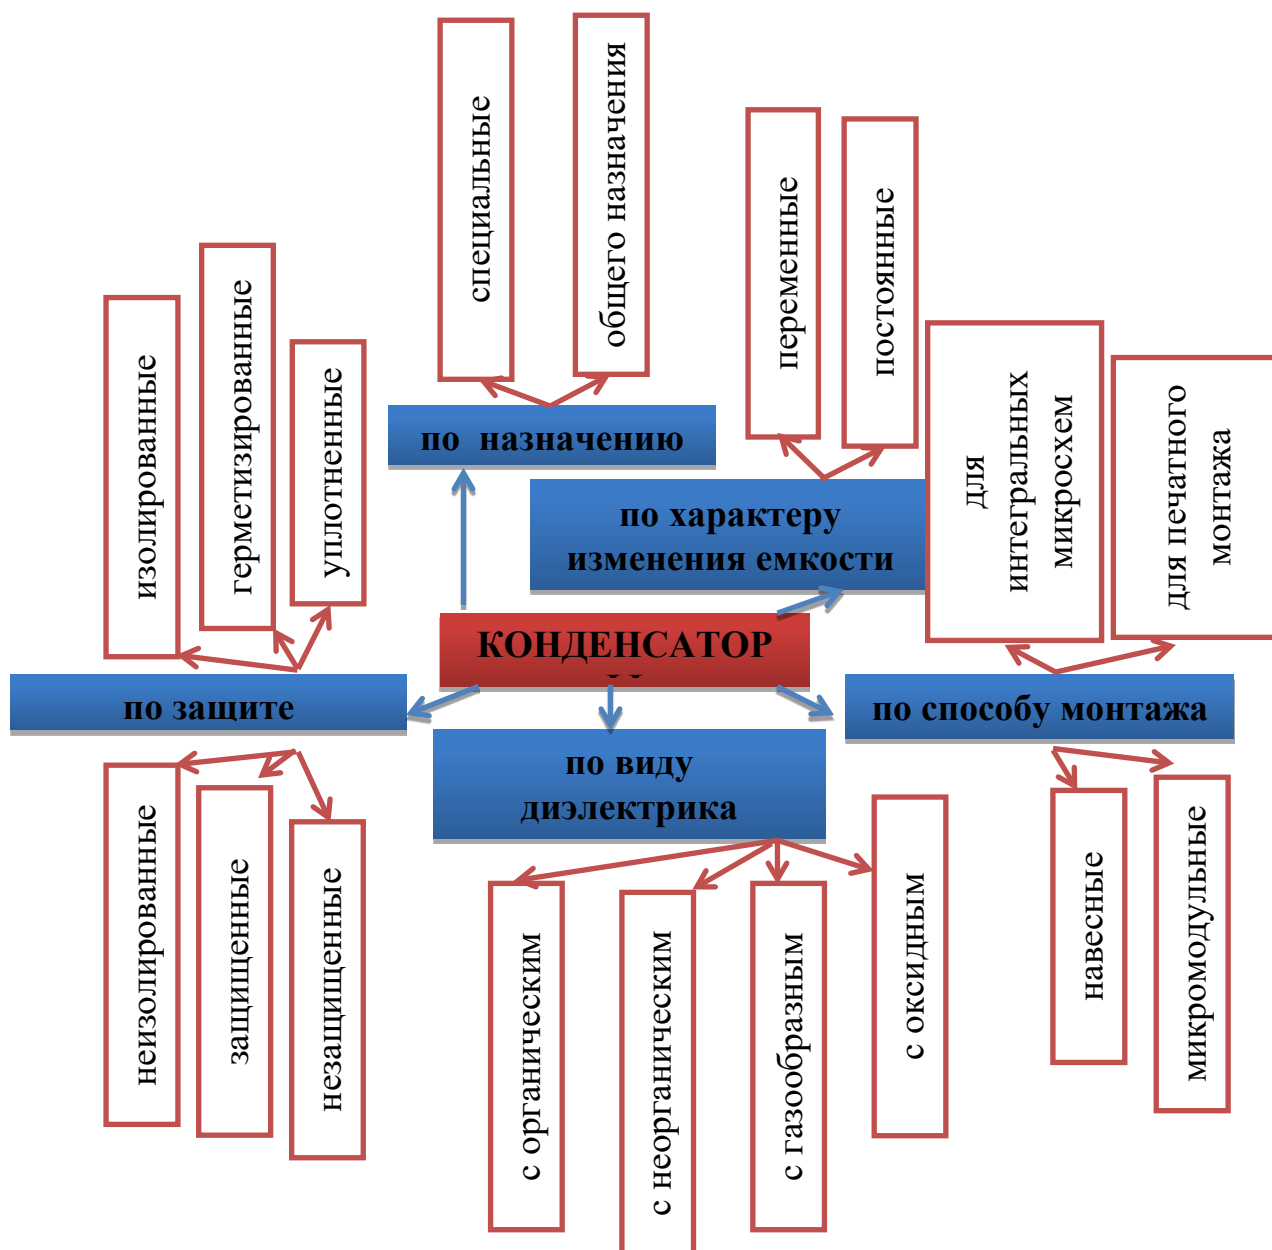 специальные
общего назначения
переменные
постоянные
изолированные
герметизированные
уплотненные
для
интегральных
микросхем
для печатного
монтажа
по назначению
по характеру
изменения емкости
КОНДЕНСАТОР
по защите
по способу монтажа
по виду
диэлектрика
неизолированные
защищенные
незащищенные
с органическим
с неорганическим
с газообразным
с оксидным
навесные
микромодульные